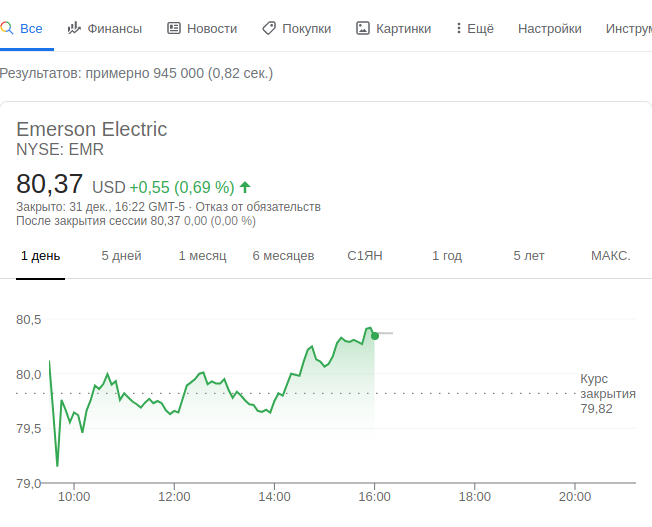 Все Финансы Новости Покупки Картинки Ещё Настройки Инструм
Результатов: примерно 945 000 (0,82 сек.)
Emerson Electric
NYSE: EMR
80,37 USD +0,55 (0,69 %)
Закрыто: 31 дек., 16:22 GMT-5 · Отказ от обязательств
После закрытия сессии 80,37 0,00 (0,00 %)
1 день 5 дней 1 месяц 6 месяцев С1ЯН 1 год 5 лет МАКС.
80,5
80,0
Курс
закрытия
79,82
79,5
79,0
10:00 12:00 14:00 16:00 18:00 20:00